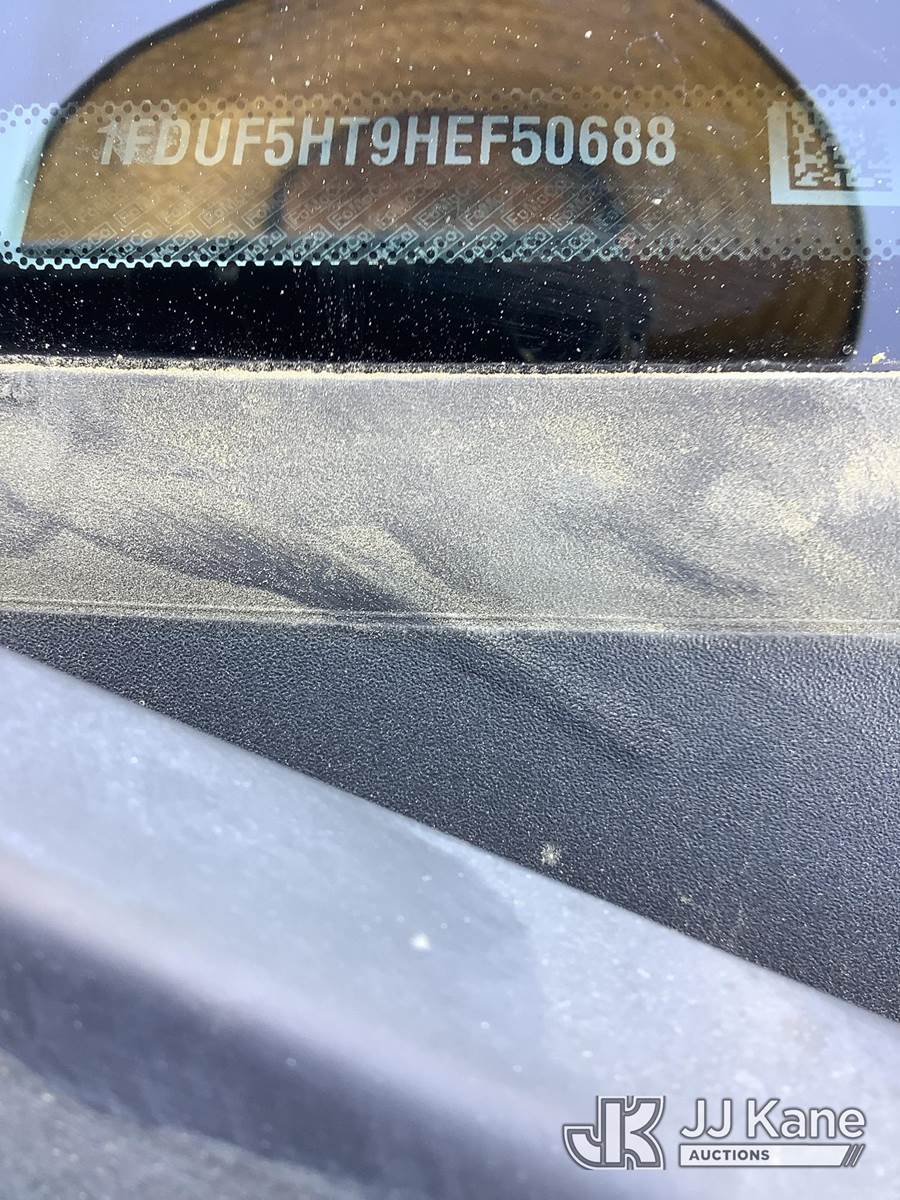 1FDUF5HT9HEF50688
JK JJ Kane
AUCTIONS